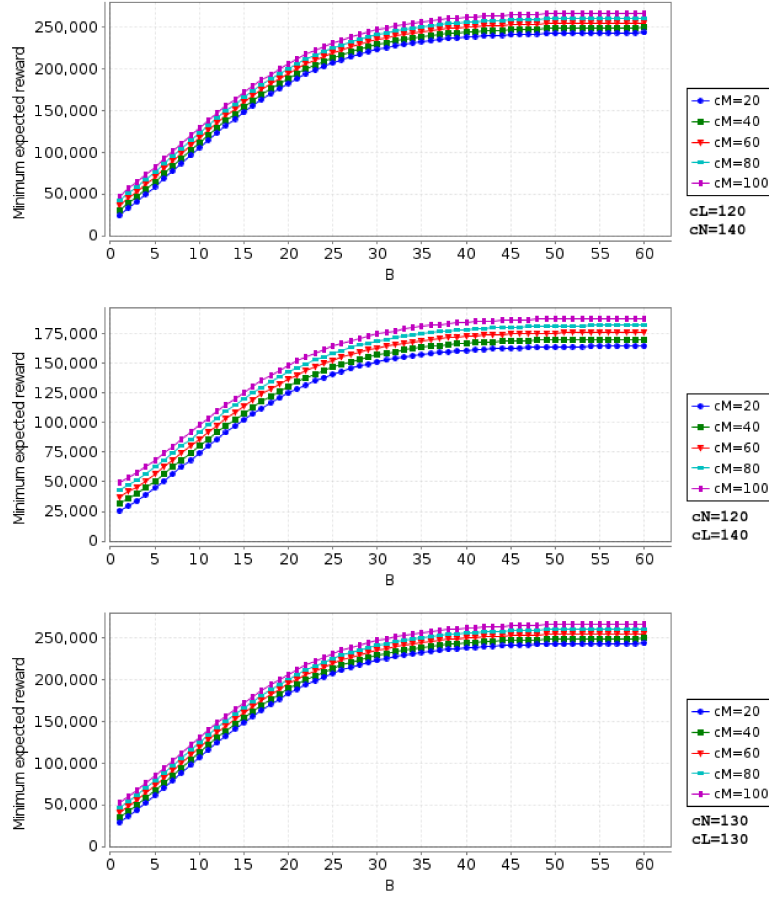 Minimum expected reward
250,000
200,000
150,000
100,000
50,000
0
0 5 10 15 20 25 30 35 40 45 50 55 60
B
cM=20
cM=40
cM=60
cM=80
cM=100
cL=120
cN=140
Minimum expected reward
175,000
150,000
125,000
100,000
75,000
50,000
25,000
0
0 5 10 15 20 25 30 35 40 45 50 55 60
B
cM=20
cM=40
cM=60
cM=80
cM=100
cN=120
cL=140
Minimum expected reward
250,000
200,000
150,000
100,000
50,000
0
0 5 10 15 20 25 30 35 40 45 50 55 60
B
cM=20
cM=40
cM=60
cM=80
cM=100
cN=130
cL=130